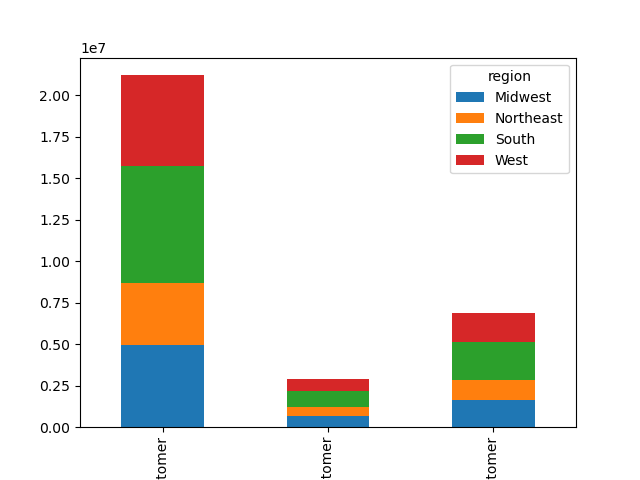 1e7
2.00
1.75
1.50
1.25
1.00
0.75
0.50
0.25
0.00
region
Midwest
Northeast
South
West
tomer
tomer
tomer